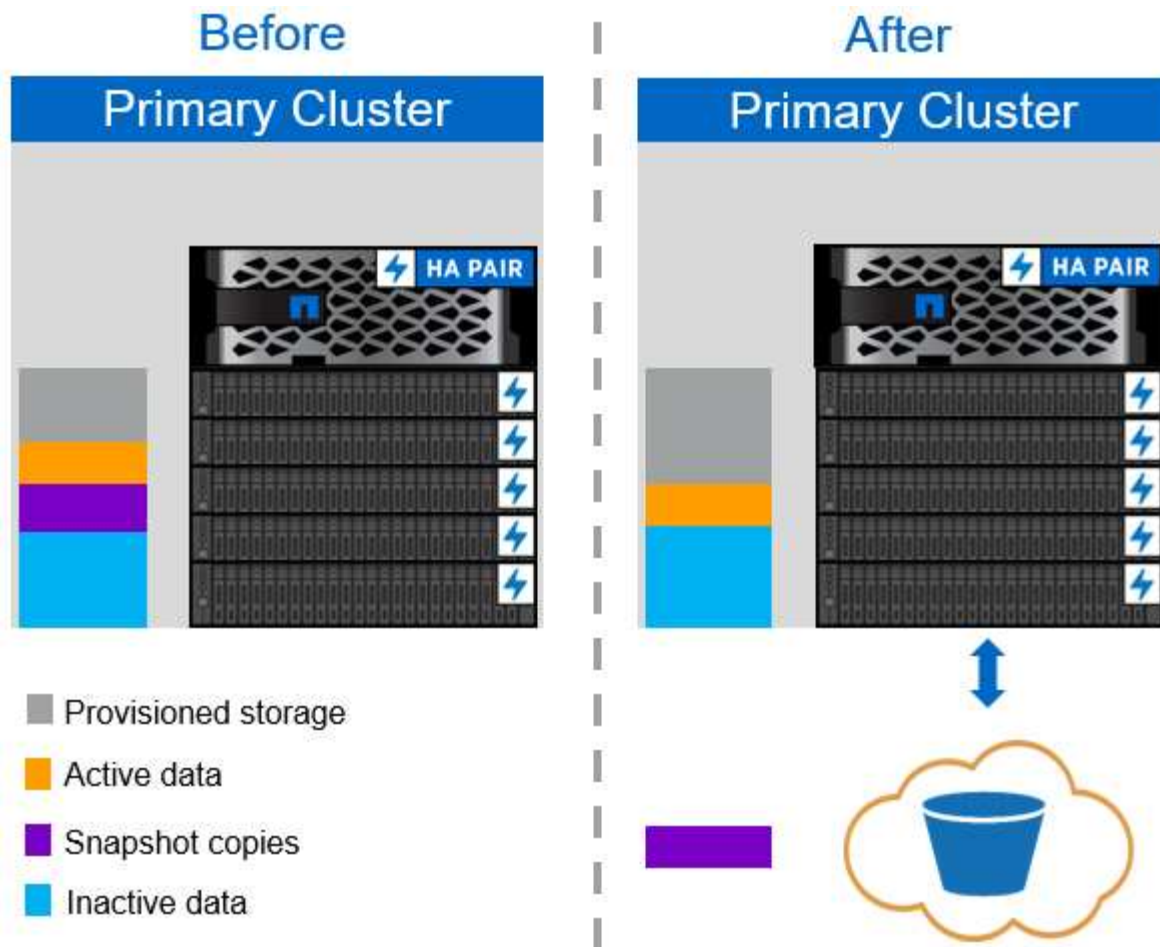 Before
After
Primary Cluster
Primary Cluster
HA PAIR
HA PAIR
Provisioned storage
Active data
Snapshot copies
Inactive data